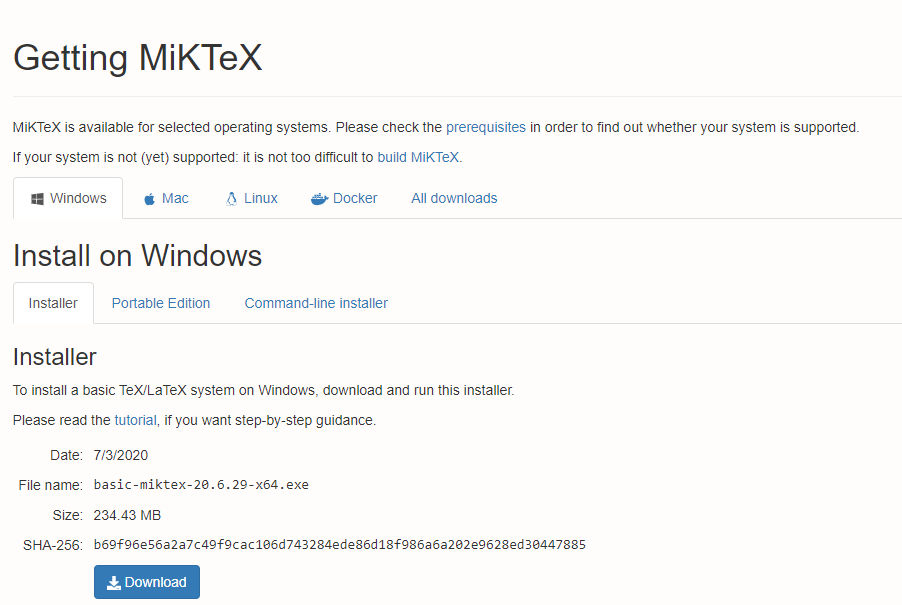 Getting MiKTeX
MiKTeX is available for selected operating systems. Please check the prerequisites in order to find out whether your system is supported.
If your system is not (yet) supported: it is not too difficult to build MiKTeX.
Windows Mac Linux Docker All downloads
Install on Windows
Installer Portable Edition Command-line installer
Installer
To install a basic TeX/LaTeX system on Windows, download and run this installer.
Please read the tutorial, if you want step-by-step guidance.
Date: 7/3/2020
File name: basic-miktex-20.6.29-x64.exe
Size: 234.43 MB
SHA-256: b69f96e56a2a7c49f9cac106d743284ede86d18f986a6a202e9628ed30447885
Download